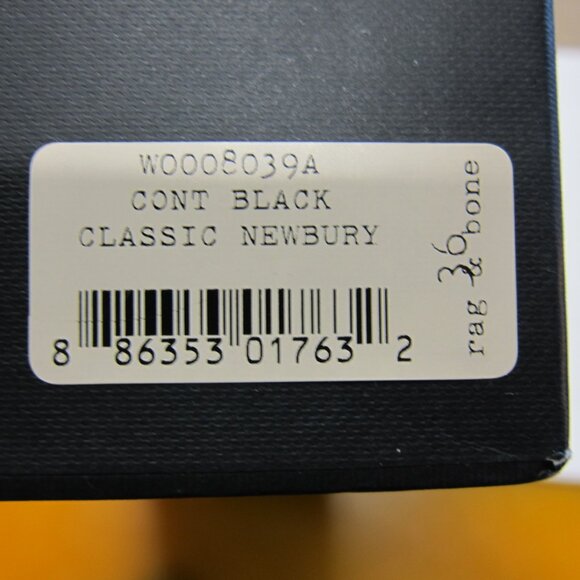 W0008039A
CONT BLACK
CLASSIC NEWBURY
8 86353 01763 2
36
rag & bone